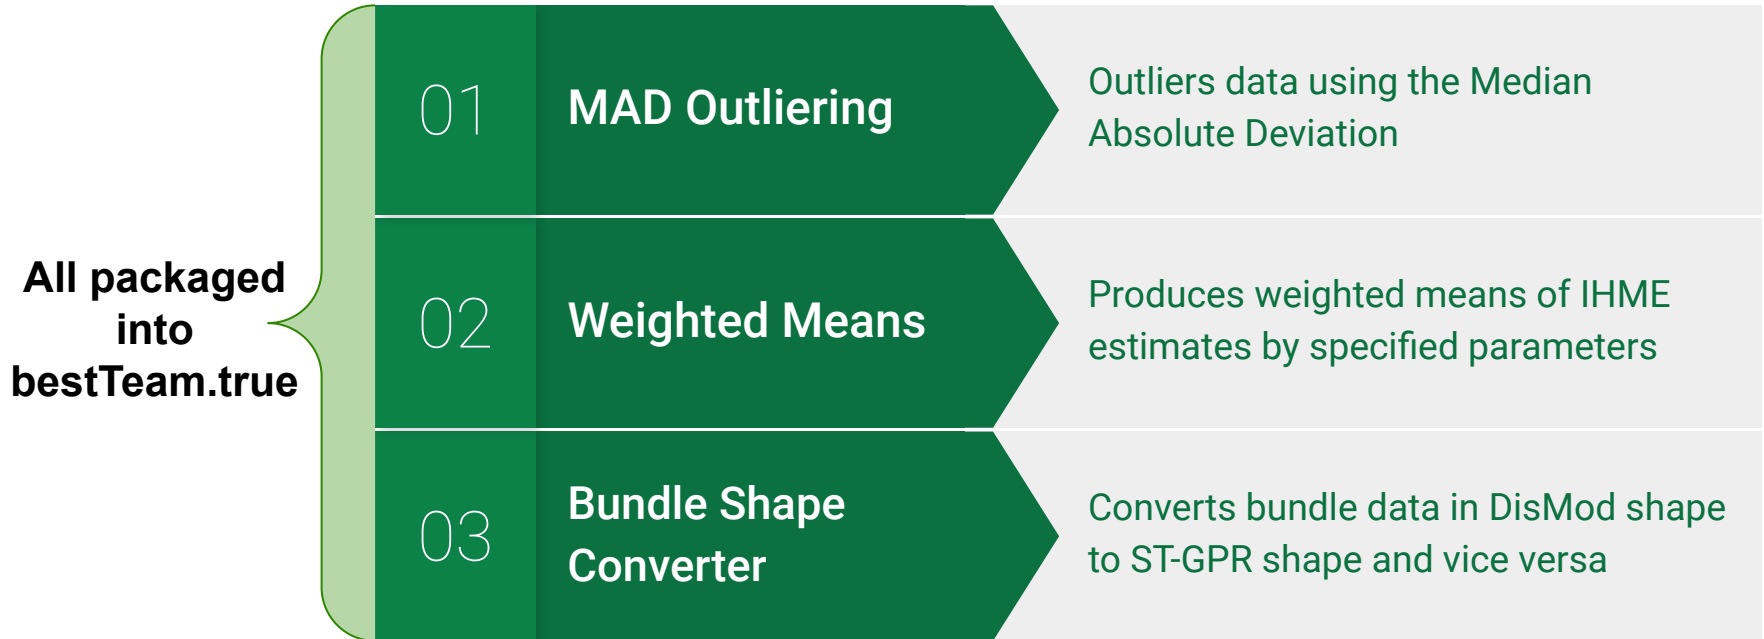 All packaged
into
bestTeam.true
01
MAD Outliering
Outliers data using the Median
Absolute Deviation
02
Weighted Means
Produces weighted means of IHME
estimates by specified parameters
03
Bundle Shape
Converter
Converts bundle data in DisMod shape
to ST-GPR shape and vice versa